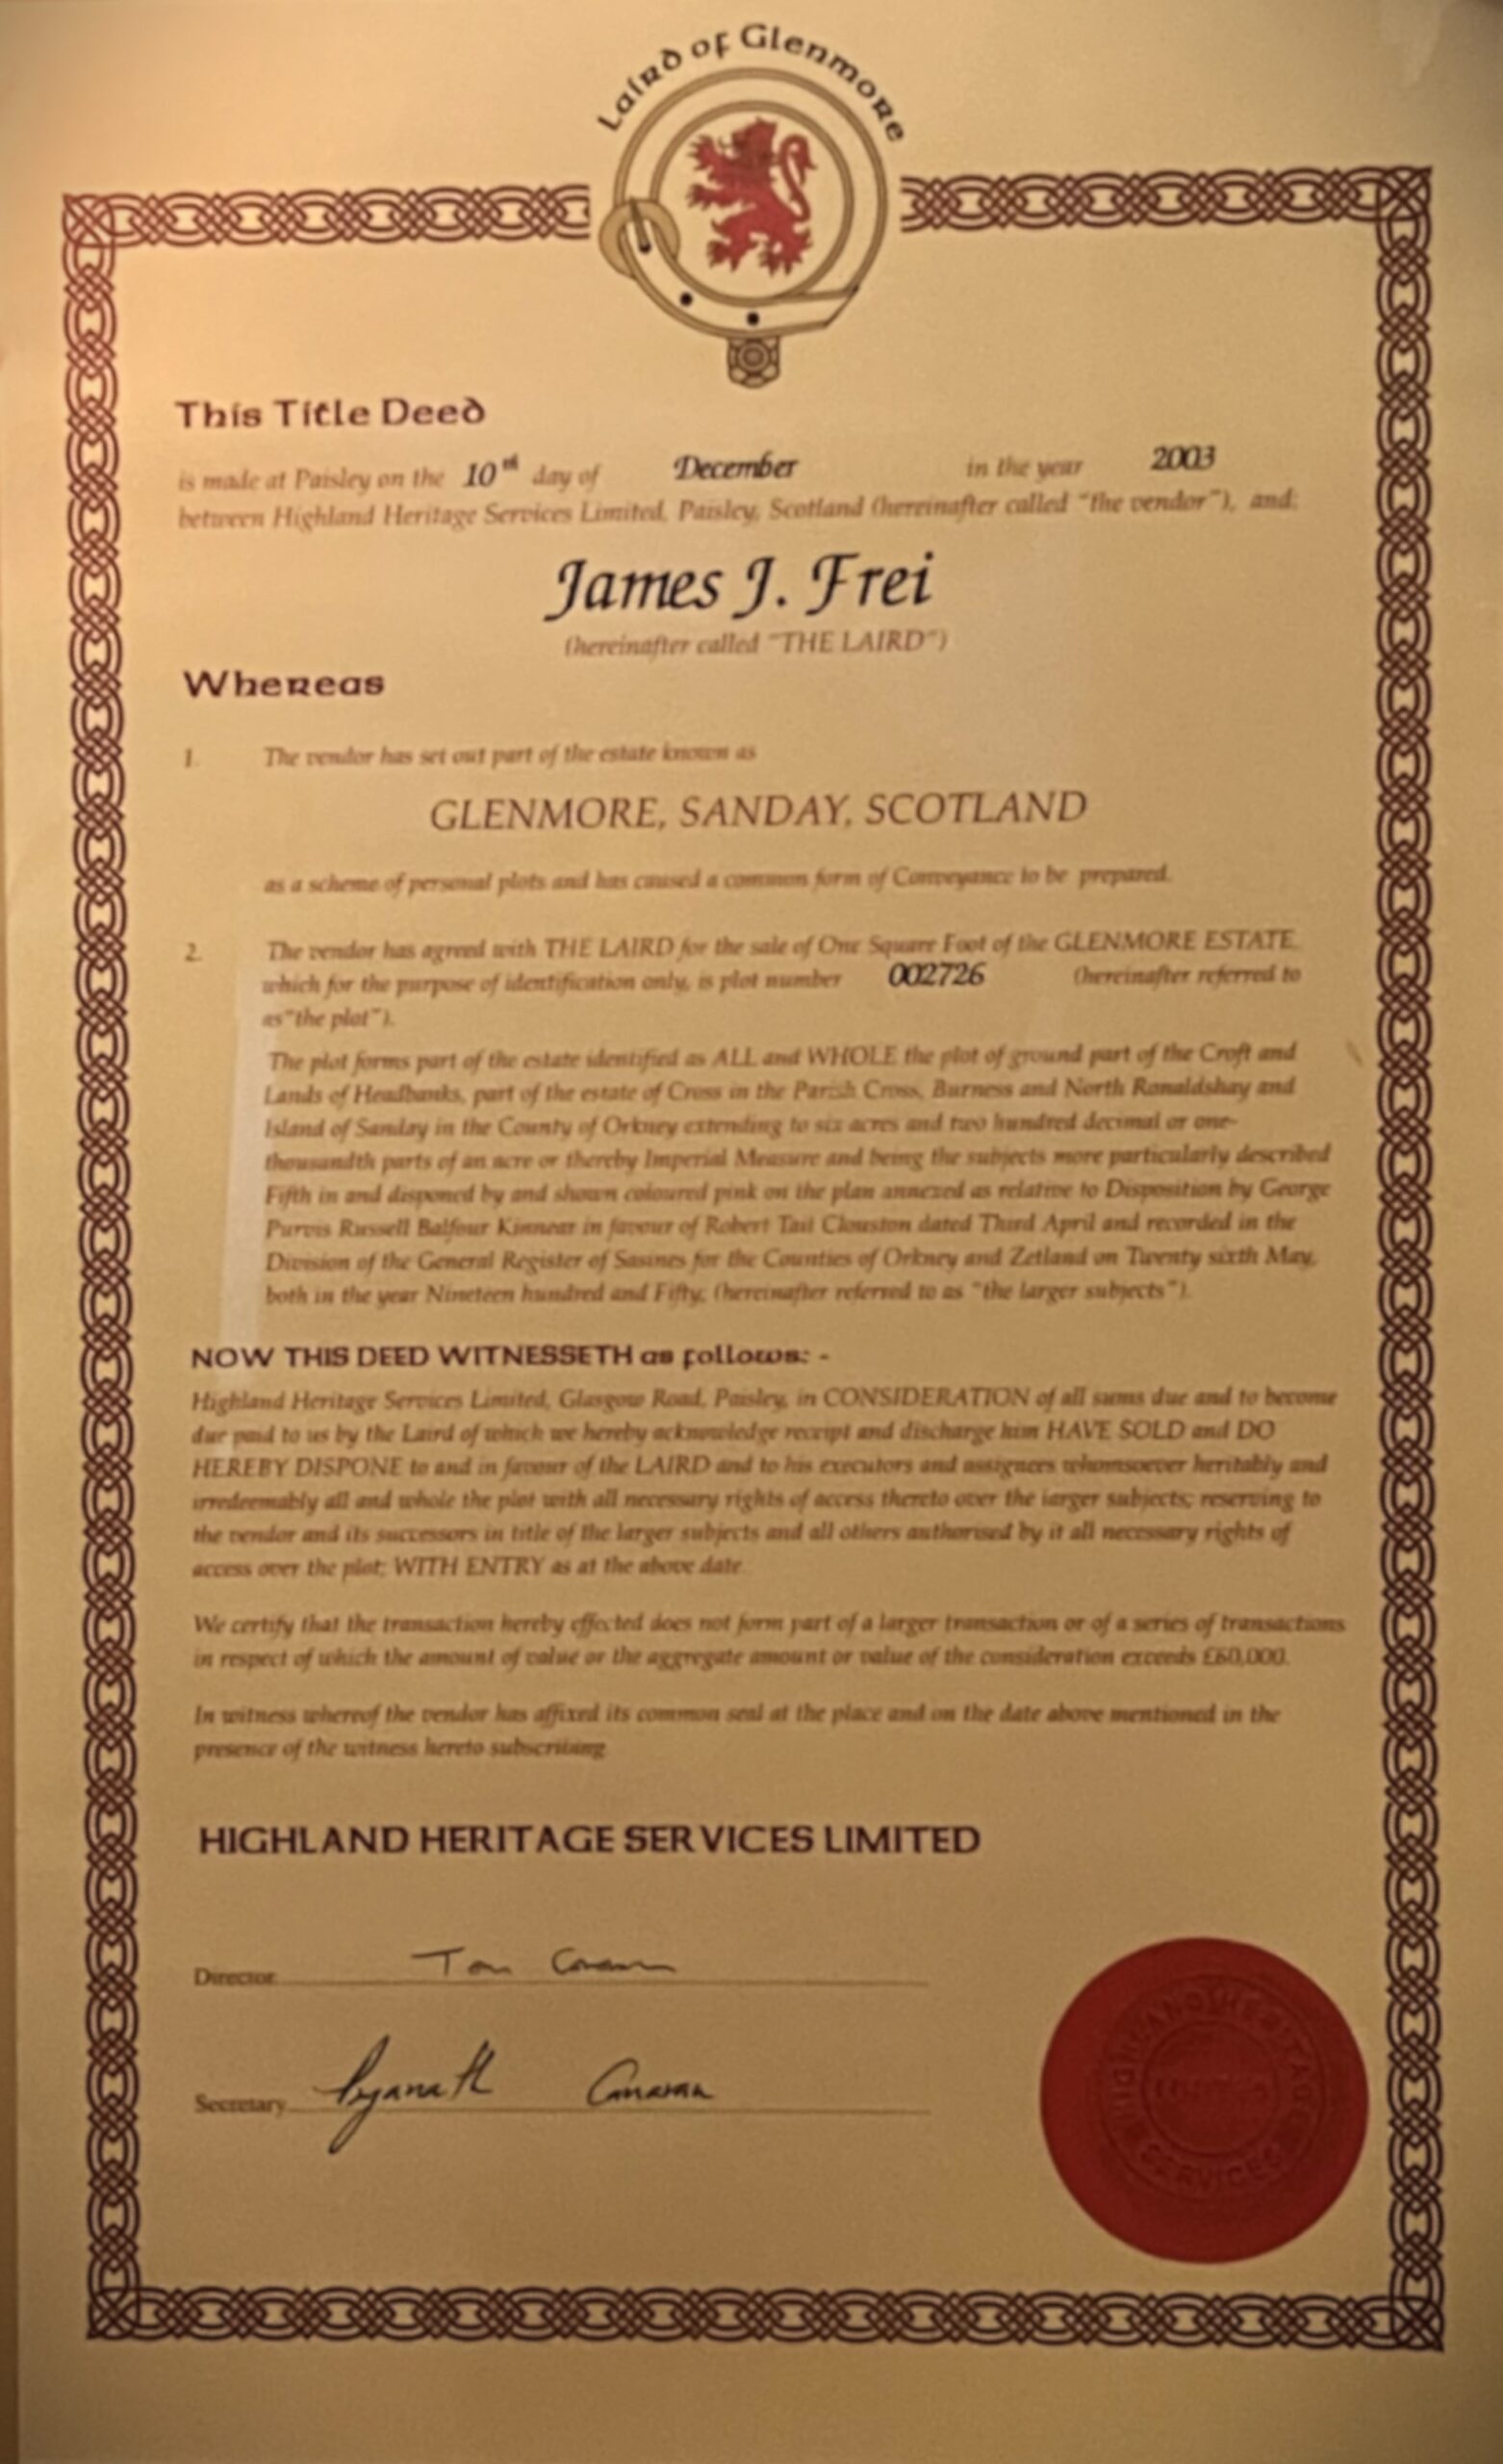 Laird of Glenmore
This Title Deed
is made at Paisley on the 10rd day of December in the year 2003
between Highland Heritage Services Limited, Paisley, Scotland (hereinafter called "the vendor"), and:
James J. Frei
(hereinafter called "THE LAIRD")
Whereas
1. The vendor has set out part of the estate known as
GLENMORE, SANDAY, SCOTLAND
as a scheme of personal plots and has caused a common form of Conveyance to be prepared.
2. The vendor has agreed with THE LAIRD for the sale of One Square Foot of the GLENMORE ESTATE,
which for the purpose of identification only, is plot number 002726 (hereinafter referred to
as "the plot").
The plot forms part of the estate identified as ALL and WHOLE the plot of ground part of the Croft and
Lands of Headbanks, part of the estate of Cross in the Parish Cross, Burness and North Ronaldshay and
Island of Sanday in the County of Orkney extending to six acres and two hundred decimal or one-
thousandth parts of an acre or thereby Imperial Measure and being the subjects more particularly described
Fifth in and disponed by and shown coloured pink on the plan annexed as relative to Disposition by George
Purvis Russell Balfour Kinnear in favour of Robert Tait Clouston dated Third April and recorded in the
Division of the General Register of Sasines for the Counties of Orkney and Zetland on Twenty sixth May,
both in the year Nineteen hundred and Fifty; (hereinafter referred to as "the larger subjects").
NOW THIS DEED WITNESSETH as follows: -
Highland Heritage Services Limited, Glasgow Road, Paisley, in CONSIDERATION of all sums due and to become
due paid to us by the Laird of which we hereby acknowledge receipt and discharge him HAVE SOLD and DO
HEREBY DISPONE to and in favour of the LAIRD and to his executors and assignees whomsoever heritably and
irredeemably all and whole the plot with all necessary rights of access thereto over the larger subjects; reserving to
the vendor and its successors in title of the larger subjects and all others authorised by it all necessary rights of
access over the plot; WITH ENTRY as at the above date.
We certify that the transaction hereby effected does not form part of a larger transaction or of a series of transactions
in respect of which the amount of value or the aggregate amount or value of the consideration exceeds £60,000.
In witness whereof the vendor has affixed its common seal at the place and on the date above mentioned in the
presence of the witness hereto subscribing.
HIGHLAND HERITAGE SERVICES LIMITED
Director Tom
Secretary Canavan
HIGHLAND HERITAGE
LIMITED
SERVICES